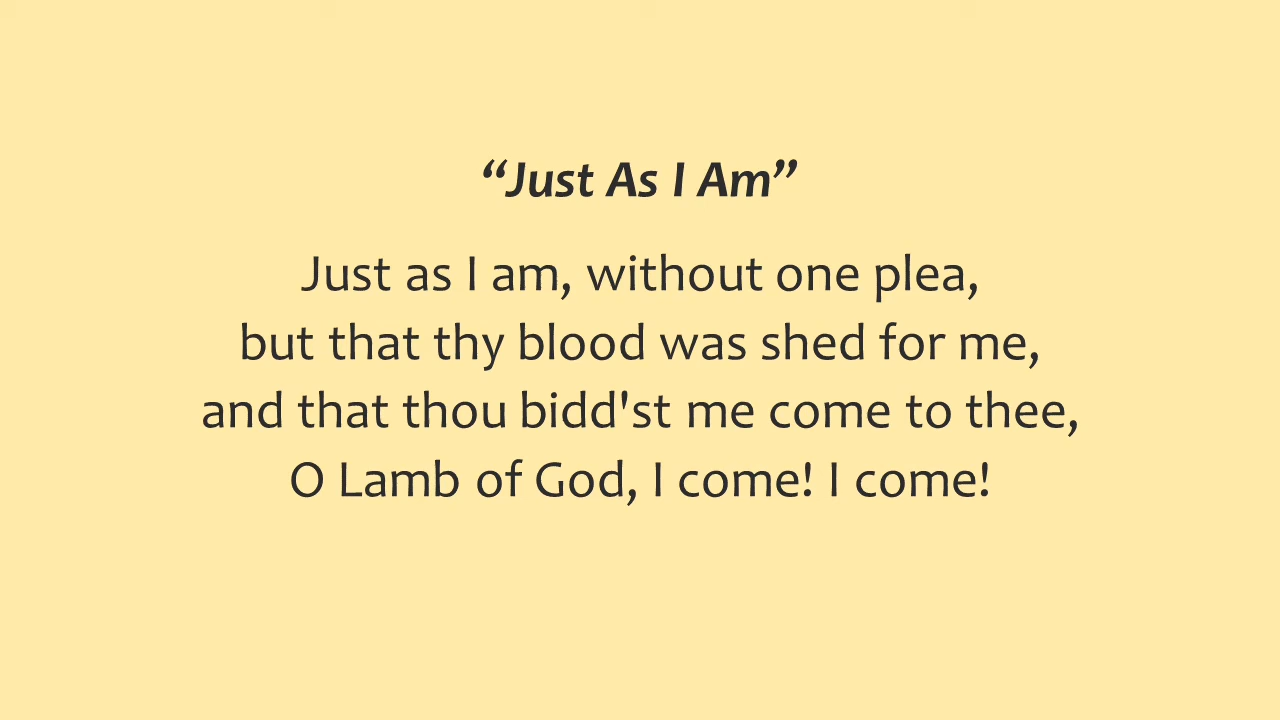 “Just As I Am”
Just as I am, without one plea,
but that thy blood was shed for me,
and that thou bidd'st me come to thee,
O Lamb of God, I come! I come!